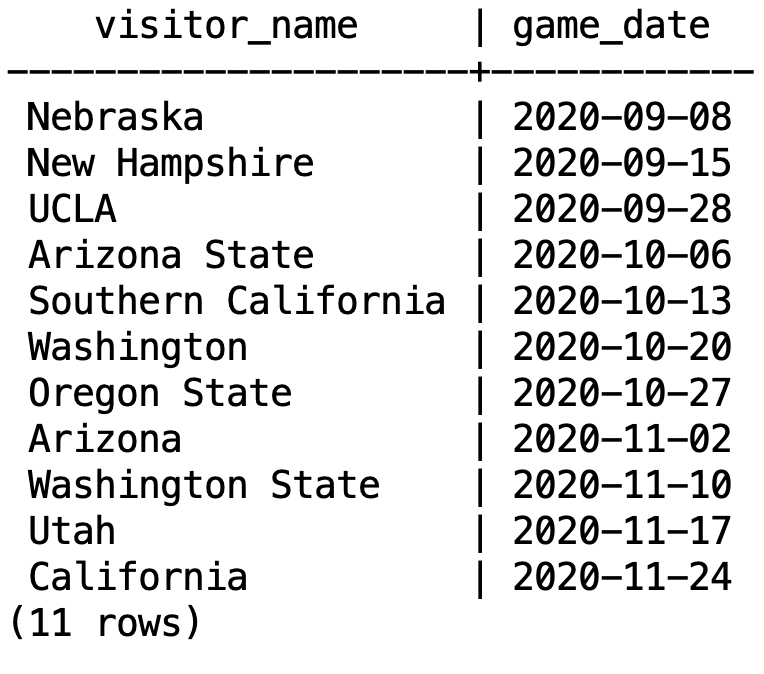 visitor_name | game_date
----------------------+------------
Nebraska | 2020-09-08
New Hampshire | 2020-09-15
UCLA | 2020-09-28
Arizona State | 2020-10-06
Southern California | 2020-10-13
Washington | 2020-10-20
Oregon State | 2020-10-27
Arizona | 2020-11-02
Washington State | 2020-11-10
Utah | 2020-11-17
California | 2020-11-24
(11 rows)